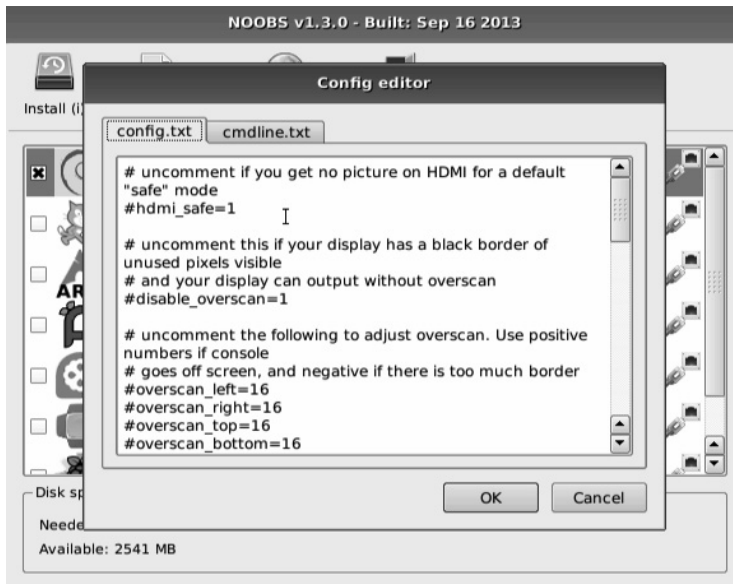 NOOBS v1.3.0 - Built: Sep 16 2013
Install (i)
Config editor
config.txt
cmdline.txt
# uncomment if you get no picture on HDMI for a default
"safe" mode
#hdmi_safe=1
# uncomment this if your display has a black border of
unused pixels visible
# and your display can output without overscan
#disable_overscan=1
# uncomment the following to adjust overscan. Use positive
numbers if console
# goes off screen, and negative if there is too much border
#overscan_left=16
#overscan_right=16
#overscan_top=16
#overscan_bottom=16
OK
Cancel
AR
Disk sp
Neede
Available: 2541 MB